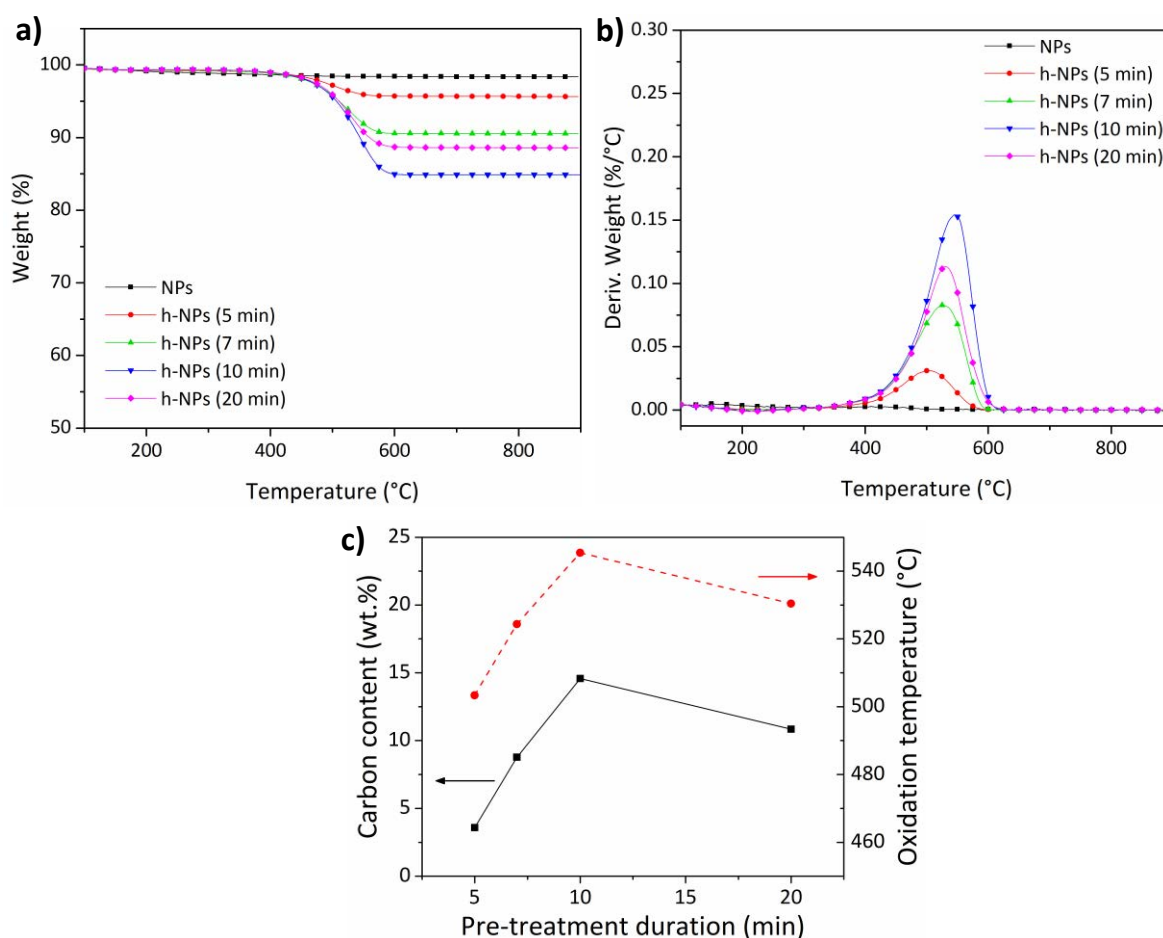 a)
100
90
80
70
60
50
Weight (%)
NPs
h-NPs (5 min)
h-NPs (7 min)
h-NPs (10 min)
h-NPs (20 min)
200
400
600
800
Temperature (°C)
b)
0.30
0.25
0.20
0.15
0.10
0.05
0.00
Deriv. Weight (%/°C)
NPs
h-NPs (5 min)
h-NPs (7 min)
h-NPs (10 min)
h-NPs (20 min)
200
400
600
800
Temperature (°C)
c)
25
20
15
10
5
0
Carbon content (wt.%)
540
520
500
480
460
Oxidation temperature (°C)
5
10
15
20
Pre-treatment duration (min)